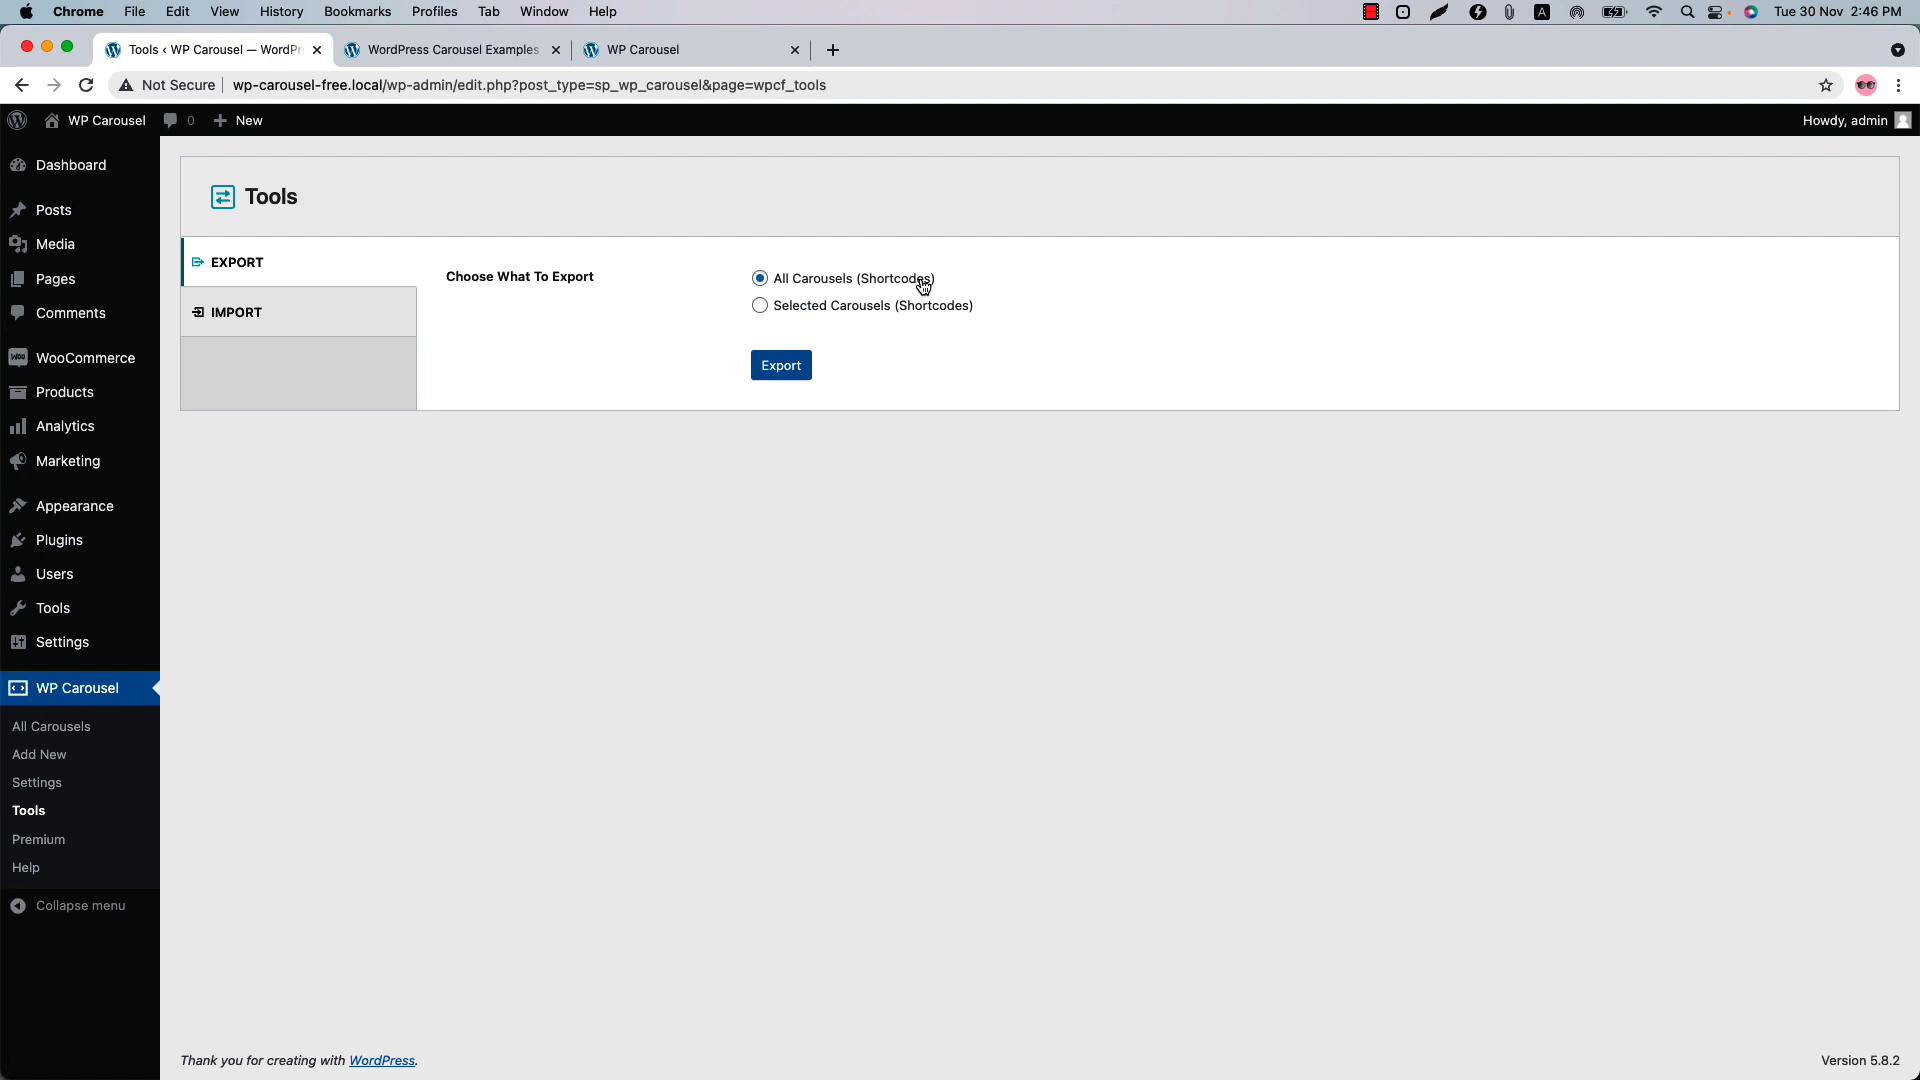 Chrome File Edit View History Bookmarks Profiles Tab Window Help A Tue 30 Nov 2:46 PM
Tools ‹ WP Carousel — WordPr WordPress Carousel Examples WP Carousel
Not Secure wp-carousel-free.local/wp-admin/edit.php?post_type=sp_wp_carousel&page=wpcf_tools
WP Carousel 0 New Howdy, admin
Dashboard
Posts
Media
Pages
Comments
WooCommerce
Products
Analytics
Marketing
Appearance
Plugins
Users
Tools
Settings
WP Carousel
All Carousels
Add New
Settings
Tools
Premium
Help
Collapse menu
Tools
EXPORT
IMPORT
Choose What To Export
All Carousels (Shortcodes)
Selected Carousels (Shortcodes)
Export
Thank you for creating with WordPress.
Version 5.8.2